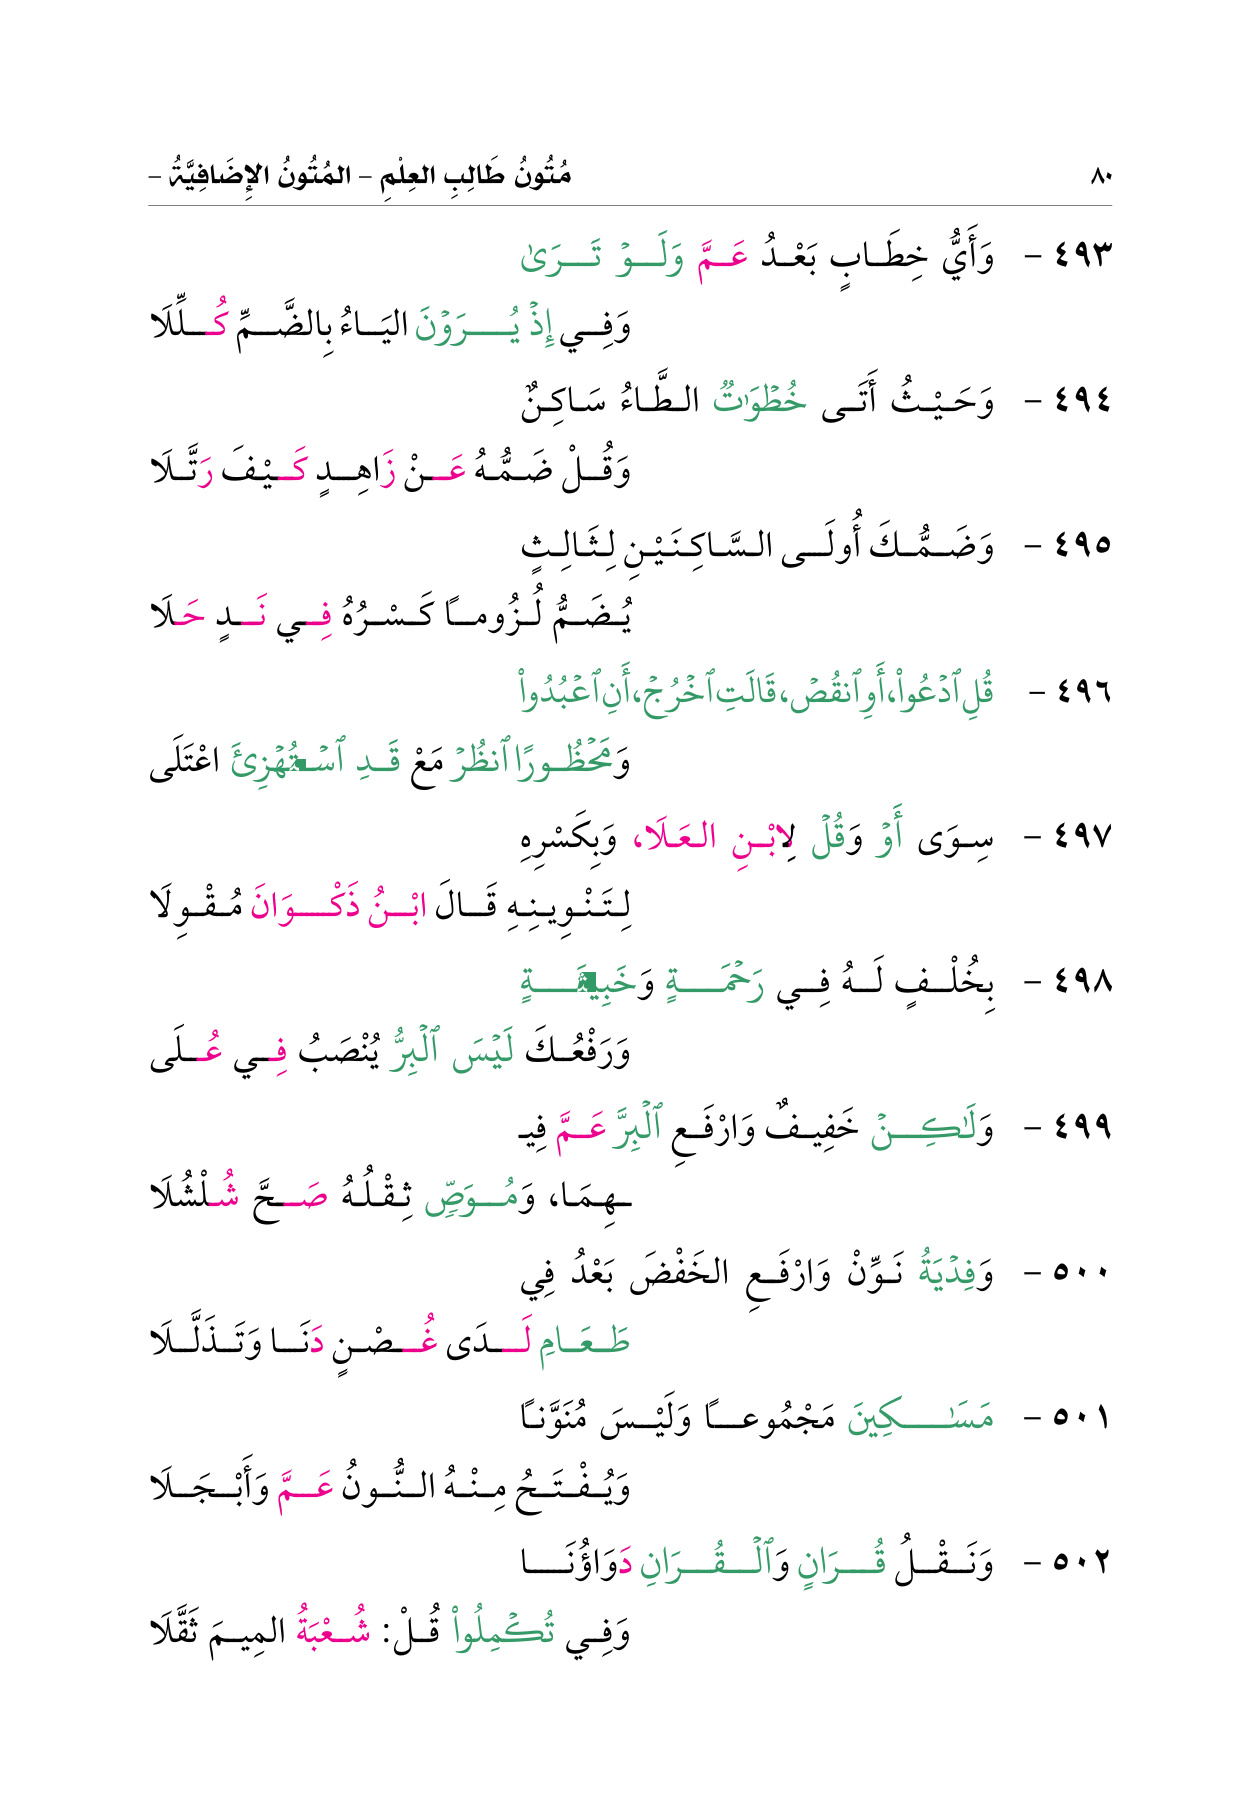 ٨٠ مُتُونُ طَالِبِ العِلْمِ – المُتُونُ الإِضَافِيَّةُ –
٤٩٣ – وَأَيُّ خِطَابٍ بَعْدُ عَمَّ وَلَوۡ تَرَىٰ
وَفِي إِذۡ يُرَوۡنَ اليَاءُ بِالضَّمِّ كُلِّلَا
٤٩٤ – وَحَيْثُ أَتَى خُطۡوَٰتٌ الطَّاءُ سَاكِنٌ
وَقُلْ ضَمُّهُ عَنْ زَاهِدٍ كَيْفَ رَتَّلَا
٤٩٥ – وَضَمُّكَ أُولَى السَّاكِنَيْنِ لِثَالِثٍ
يُضَمُّ لُزُومًا كَسْرُهُ فِي نَدٍ حَلَا
٤٩٦ – قُلِ ٱدۡعُواْ، أَوِ ٱنقُصۡ، قَالَتِ ٱخۡرُجۡ، أَنِ ٱعۡبُدُواْ
وَمَحۡظُورًا ٱنظُرۡ مَعْ قَدِ ٱسۡتُهۡزِئَ اعْتَلَى
٤٩٧ – سِوَى أَوۡ وَقُلۡ لِابْنِ العَلَا، وَبِكَسْرِهِ
لِتَنْوِينِهِ قَالَ ابْنُ ذَكْوَانَ مُقْوِلَا
٤٩٨ – بِخُلْفٍ لَهُ فِي رَحۡمَةٍ وَخَبِيثَةٍ
وَرَفْعُكَ لَيۡسَ ٱلۡبِرُّ يُنْصَبُ فِي عُلَى
٤٩٩ – وَلَٰكِنۡ خَفِيفٌ وَارْفَعِ ٱلۡبِرَّ عَمَّ فِيـ
ـهِمَا، وَمُوَصٍّ ثِقْلُهُ صَحَّ شُلْشُلَا
٥٠٠ – وَفِدۡيَةُ نَوِّنْ وَارْفَعِ الخَفْضَ بَعْدُ فِي
طَعَامِ لَدَى غُصْنٍ دَنَا وَتَذَلَّلَا
٥٠١ – مَسَٰكِينَ مَجْمُوعًا وَلَيْسَ مُنَوَّنًا
وَيُفْتَحُ مِنْهُ النُّونُ عَمَّ وَأَبْجَلَا
٥٠٢ – وَنَقْلُ قُرَانٍ وَٱلۡقُرَانِ دَوَاؤُنَا
وَفِي تُكۡمِلُواْ قُلْ: شُعْبَةُ المِيمَ ثَقَّلَا